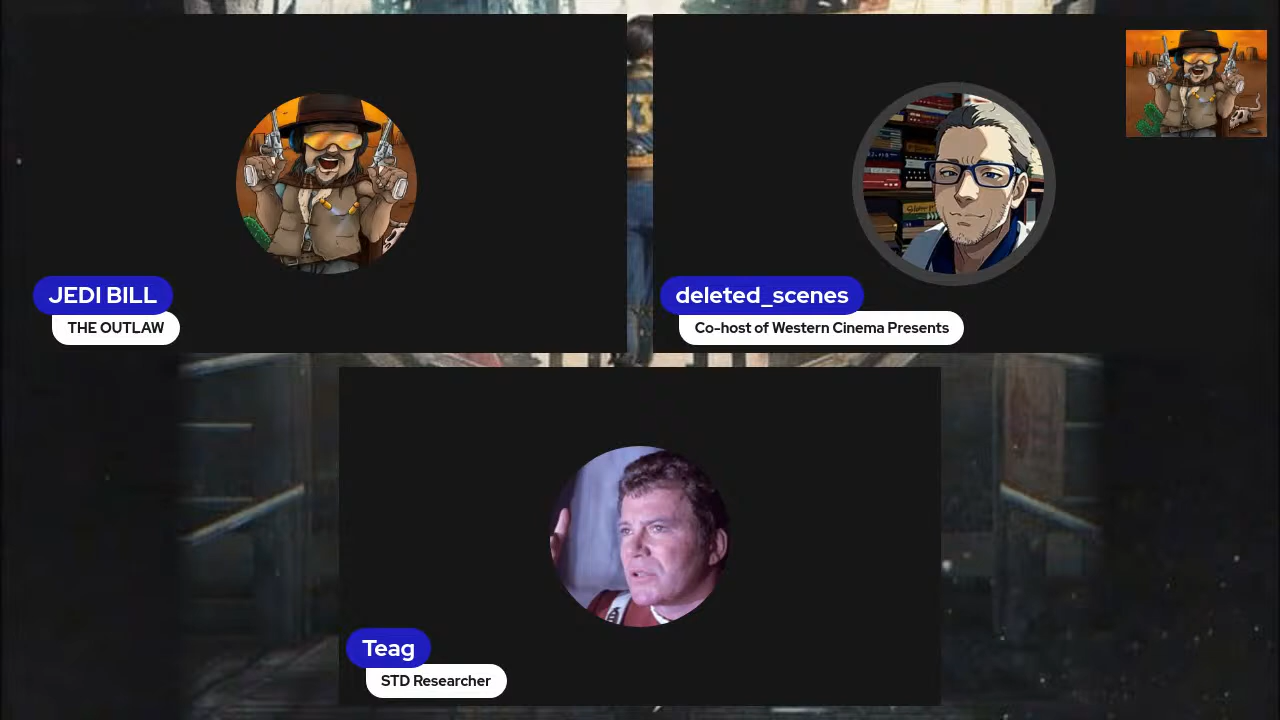 JEDI BILL
THE OUTLAW
deleted_scenes
Co-host of Western Cinema Presents
Teag
STD Researcher